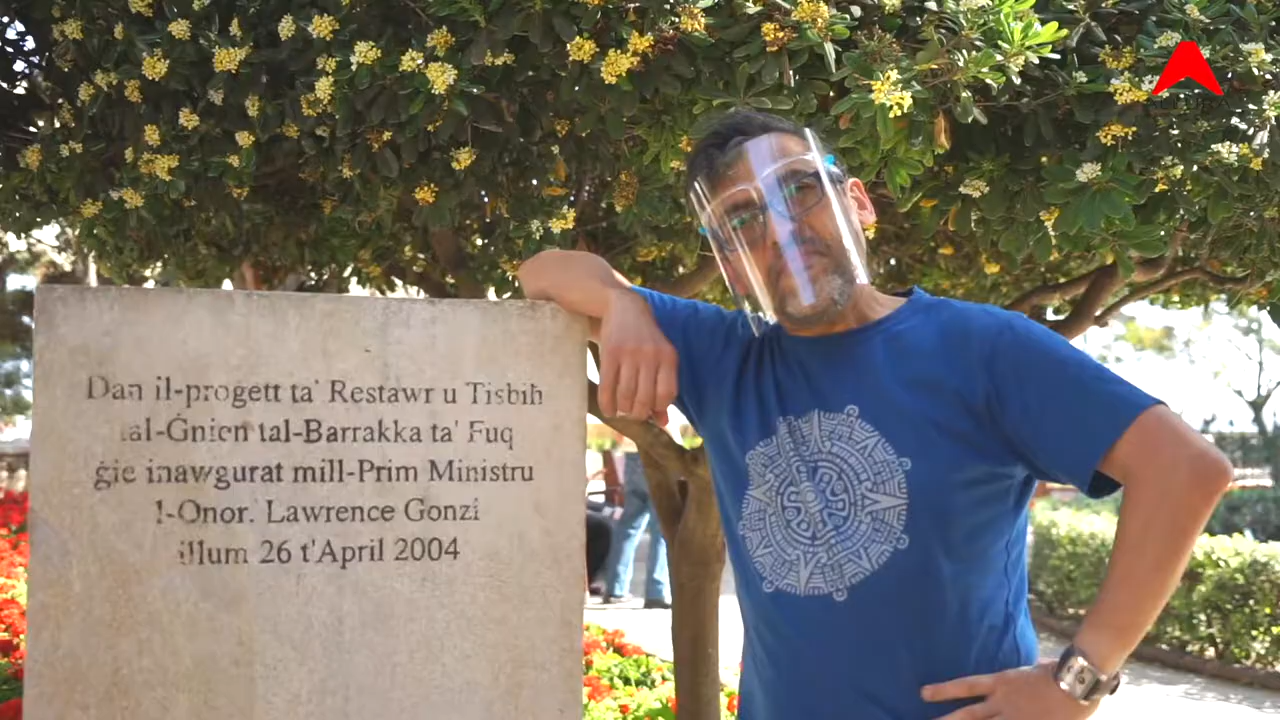 Dan il-proġett ta' Restawr u Tisbiħ
tal-Ġnien tal-Barrakka ta' Fuq
ġie inawgurat mill-Prim Ministru
l-Onor. Lawrence Gonzi
illum 26 t'April 2004